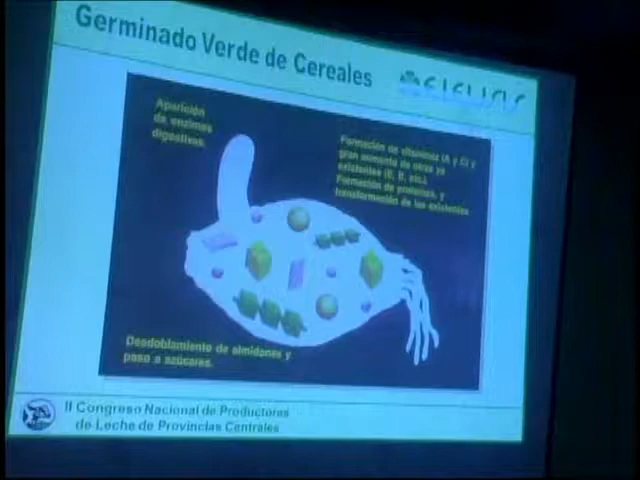 Germinado Verde de Cereales
Aparición
de enzimas
digestivas.
Formación de vitaminas (A y C) y
gran aumento de otras ya
existentes (E, B, etc.).
Formación de proteínas, y
transformación de las existentes
Desdoblamiento de almidones y
paso a azúcares.
II Congreso Nacional de Productores
de Leche de Provincias Centrales